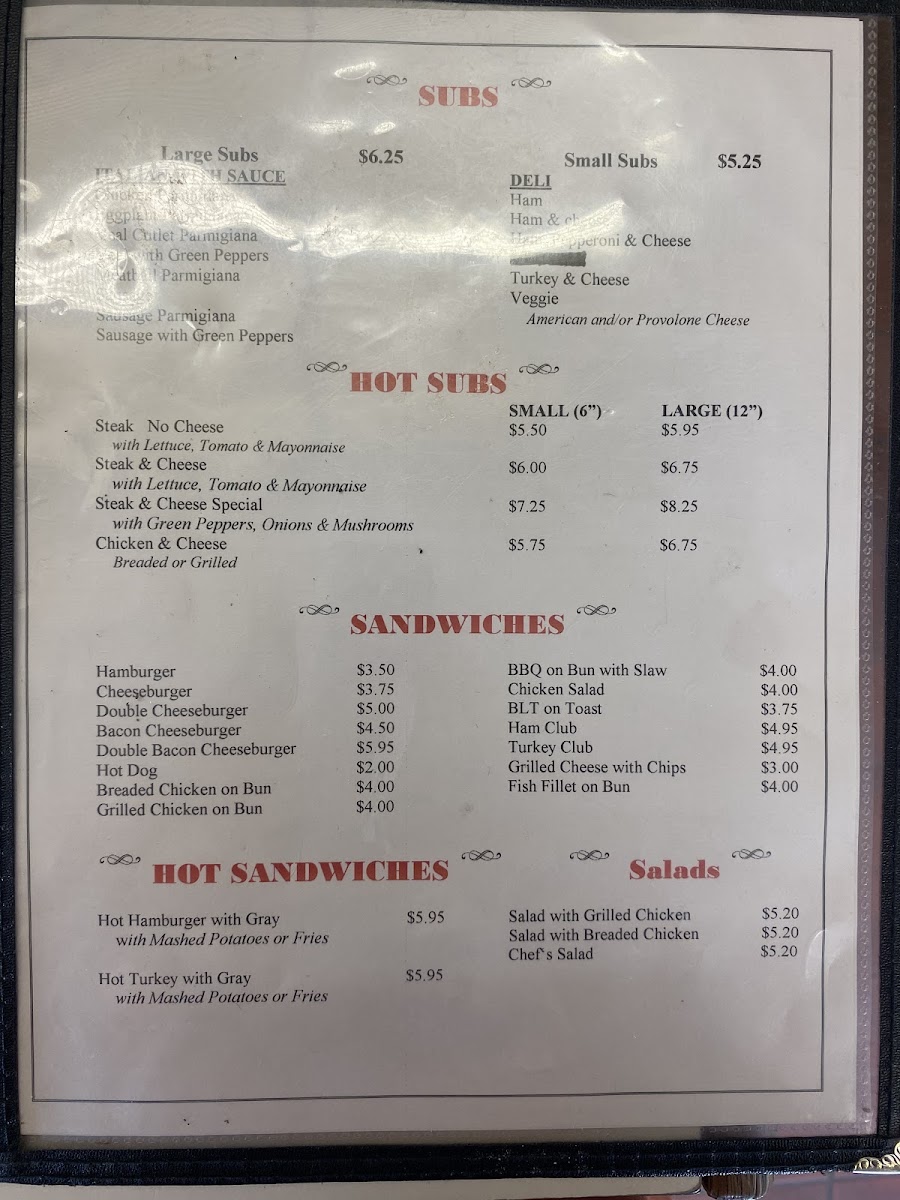 SUBS
Large Subs $6.25
SAUCE
Cutlet Parmigiana
with Green Peppers
Parmigiana
Sausage Parmigiana
Sausage with Green Peppers
Small Subs $5.25
DELI
Ham
Ham &
& Cheese
Turkey & Cheese
Veggie
American and/or Provolone Cheese
HOT SUBS
SMALL (6”) LARGE (12”)
Steak No Cheese $5.50 $5.95
with Lettuce, Tomato & Mayonnaise
Steak & Cheese $6.00 $6.75
with Lettuce, Tomato & Mayonnaise
Steak & Cheese Special $7.25 $8.25
with Green Peppers, Onions & Mushrooms
Chicken & Cheese $5.75 $6.75
Breaded or Grilled
SANDWICHES
Hamburger $3.50
Cheeseburger $3.75
Double Cheeseburger $5.00
Bacon Cheeseburger $4.50
Double Bacon Cheeseburger $5.95
Hot Dog $2.00
Breaded Chicken on Bun $4.00
Grilled Chicken on Bun $4.00
BBQ on Bun with Slaw $4.00
Chicken Salad $4.00
BLT on Toast $3.75
Ham Club $4.95
Turkey Club $4.95
Grilled Cheese with Chips $3.00
Fish Fillet on Bun $4.00
HOT SANDWICHES
Hot Hamburger with Gray $5.95
with Mashed Potatoes or Fries
Hot Turkey with Gray $5.95
with Mashed Potatoes or Fries
Salads
Salad with Grilled Chicken $5.20
Salad with Breaded Chicken $5.20
Chef's Salad $5.20